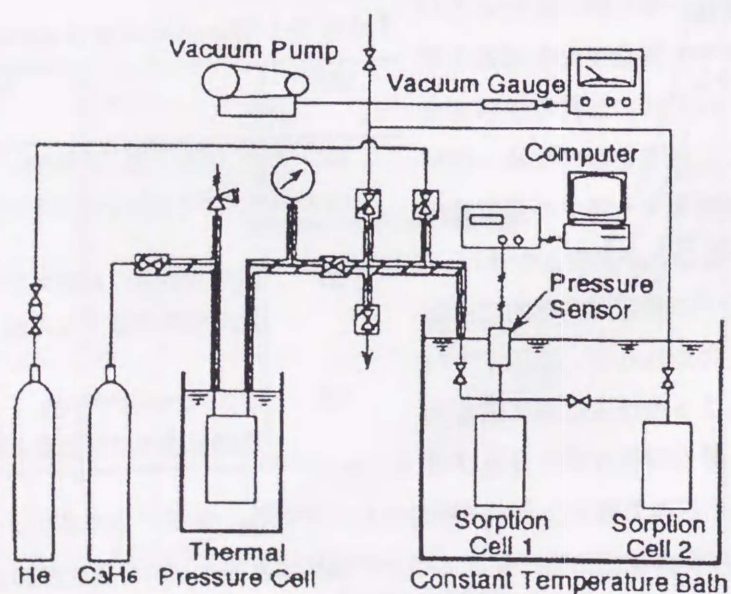 Vacuum Pump
Vacuum Gauge
Computer
Pressure
Sensor
Sorption
Cell 1
Sorption
Cell 2
Thermal
Pressure Cell
He
C3H6
Constant Temperature Bath